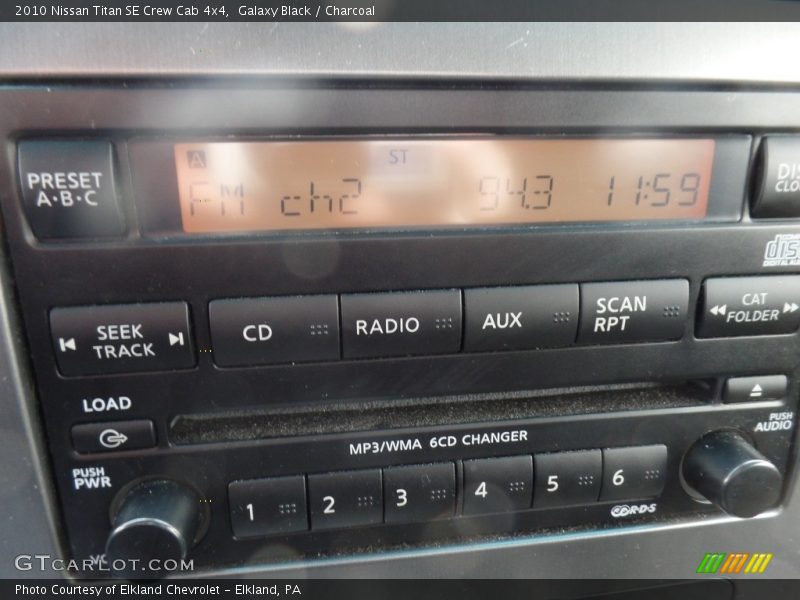 2010 Nissan Titan SE Crew Cab 4x4,  Galaxy Black / Charcoal
PRESET
A·B·C
A
ST
FM ch2 94.3 11:59
SEEK
TRACK
CD
RADIO
AUX
SCAN
RPT
CAT
FOLDER
LOAD
MP3/WMA 6CD CHANGER
PUSH
AUDIO
PUSH
PWR
1 2 3 4 5 6
R·D·S
GTCarLot.com
Photo Courtesy of Elkland Chevrolet - Elkland, PA